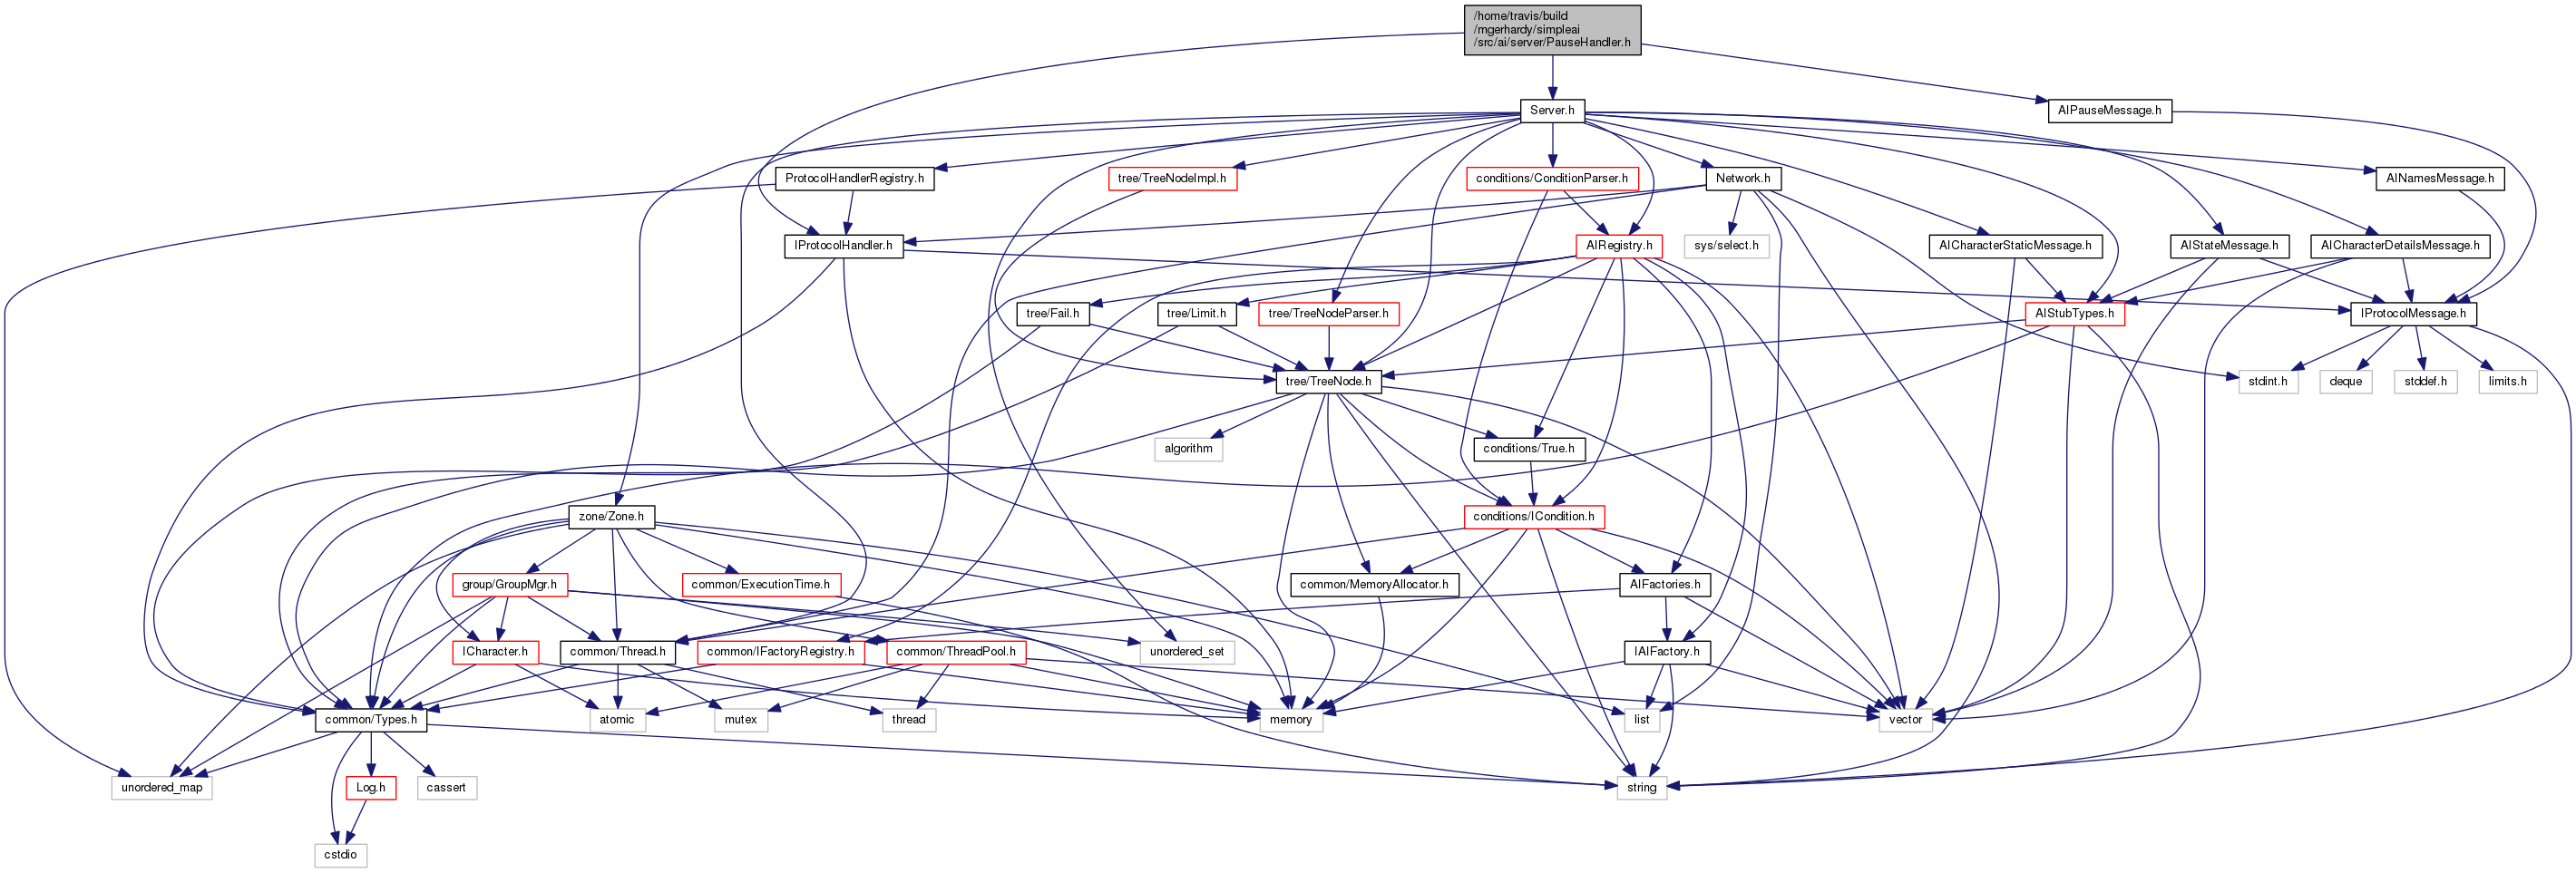 /home/travis/build
/mgerhardy/simpleai
/src/ai/server/PauseHandler.h
Server.h
AIPauseMessage.h
ProtocolHandlerRegistry.h
tree/TreeNodeImpl.h
conditions/ConditionParser.h
Network.h
AINamesMessage.h
IProtocolHandler.h
AIRegistry.h
sys/select.h
AICharacterStaticMessage.h
AIStateMessage.h
AICharacterDetailsMessage.h
tree/Fail.h
tree/Limit.h
tree/TreeNodeParser.h
AIStubTypes.h
IProtocolMessage.h
tree/TreeNode.h
stdint.h
deque
stddef.h
limits.h
algorithm
conditions/True.h
zone/Zone.h
conditions/ICondition.h
group/GroupMgr.h
common/ExecutionTime.h
common/MemoryAllocator.h
AIFactories.h
ICharacter.h
common/Thread.h
common/IFactoryRegistry.h
common/ThreadPool.h
unordered_set
IAIFactory.h
common/Types.h
atomic
mutex
thread
memory
list
vector
unordered_map
Log.h
cassert
string
cstdio